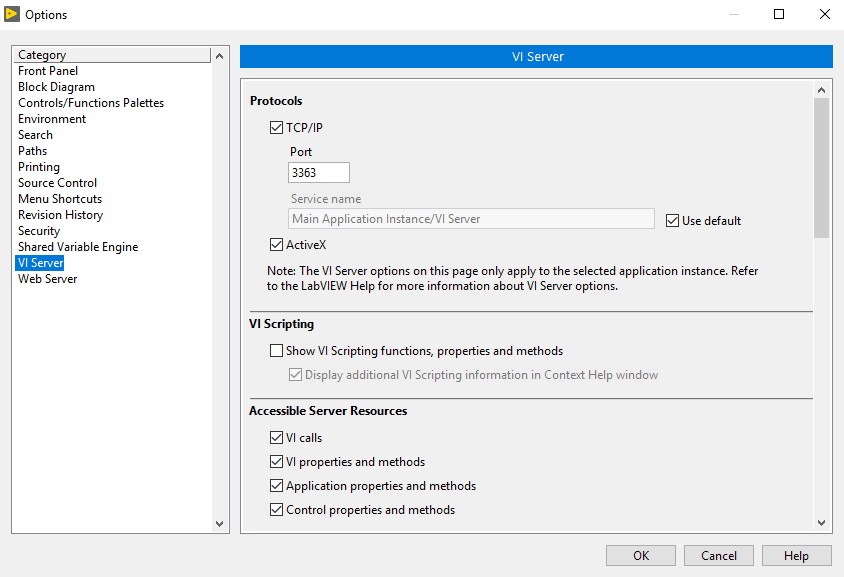 Options
Category
Front Panel
Block Diagram
Controls/Functions Palettes
Environment
Search
Paths
Printing
Source Control
Menu Shortcuts
Revision History
Security
Shared Variable Engine
VI Server
Web Server
VI Server
Protocols
TCP/IP
Port
3363
Service name
Main Application Instance/VI Server
Use default
ActiveX
Note: The VI Server options on this page only apply to the selected application instance. Refer
to the LabVIEW Help for more information about VI Server options.
VI Scripting
Show VI Scripting functions, properties and methods
Display additional VI Scripting information in Context Help window
Accessible Server Resources
VI calls
VI properties and methods
Application properties and methods
Control properties and methods
OK
Cancel
Help